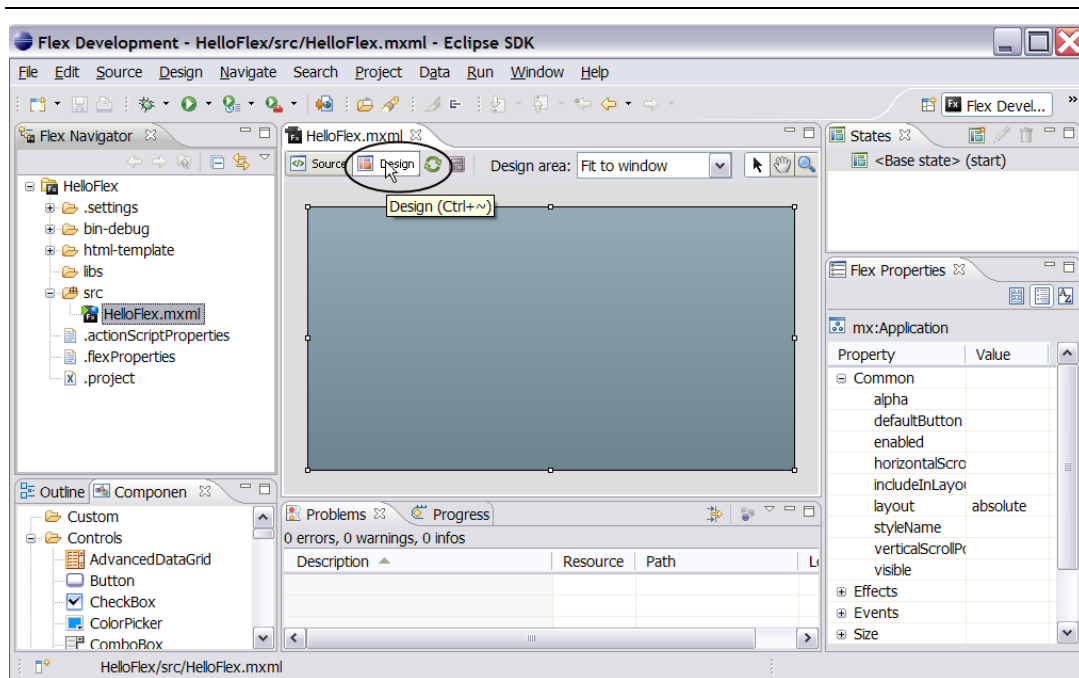 Flex Development - HelloFlex/src/HelloFlex.mxml - Eclipse SDK
File Edit Source Design Navigate Search Project Data Run Window Help
Flex Devel... »
Flex Navigator
HelloFlex
.settings
bin-debug
html-template
libs
src
HelloFlex.mxml
.actionScriptProperties
.flexProperties
.project
HelloFlex.mxml
Source Design Design area: Fit to window
Design (Ctrl+~)
States
<Base state> (start)
Flex Properties
mx:Application
Property Value
Common
alpha
defaultButton
enabled
horizontalScro
includeInLayou
layout absolute
styleName
verticalScrollPo
visible
Effects
Events
Size
Outline Componen
Custom
Controls
AdvancedDataGrid
Button
CheckBox
ColorPicker
ComboBox
Problems Progress
0 errors, 0 warnings, 0 infos
Description Resource Path
HelloFlex/src/HelloFlex.mxml